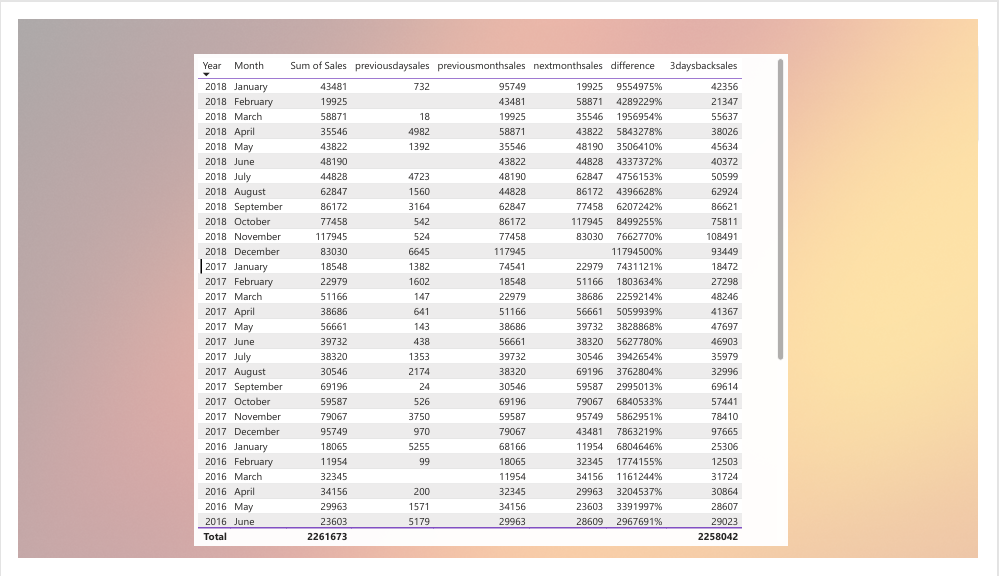 Year Month Sum of Sales previousdaysales previousmonthsales nextmonthsales difference 3daysbacksales
2018 January 43481 732 95749 19925 9554975% 42356
2018 February 19925 43481 58871 4289229% 21347
2018 March 58871 18 19925 35546 1956954% 55637
2018 April 35546 4982 58871 43822 5843278% 38026
2018 May 43822 1392 35546 48190 3506410% 45634
2018 June 48190 43822 44828 4337372% 40372
2018 July 44828 4723 48190 62847 4756153% 50599
2018 August 62847 1560 44828 86172 4396628% 62924
2018 September 86172 3164 62847 77458 6207242% 86621
2018 October 77458 542 86172 117945 8499255% 75811
2018 November 117945 524 77458 83030 7662770% 108491
2018 December 83030 6645 117945 11794500% 93449
2017 January 18548 1382 74541 22979 7431121% 18472
2017 February 22979 1602 18548 51166 1803634% 27298
2017 March 51166 147 22979 38686 2259214% 48246
2017 April 38686 641 51166 56661 5059939% 41367
2017 May 56661 143 38686 39732 3828868% 47697
2017 June 39732 438 56661 38320 5627780% 46903
2017 July 38320 1353 39732 30546 3942654% 35979
2017 August 30546 2174 38320 69196 3762804% 32996
2017 September 69196 24 30546 59587 2995013% 69614
2017 October 59587 526 69196 79067 6840533% 57441
2017 November 79067 3750 59587 95749 5862951% 78410
2017 December 95749 970 79067 43481 7863219% 97665
2016 January 18065 5255 68166 11954 6804646% 25306
2016 February 11954 99 18065 32345 1774155% 12503
2016 March 32345 11954 34156 1161244% 31724
2016 April 34156 200 32345 29963 3204537% 30864
2016 May 29963 1571 34156 23603 3391997% 28607
2016 June 23603 5179 29963 28609 2967691% 29023
Total 2261673 2258042